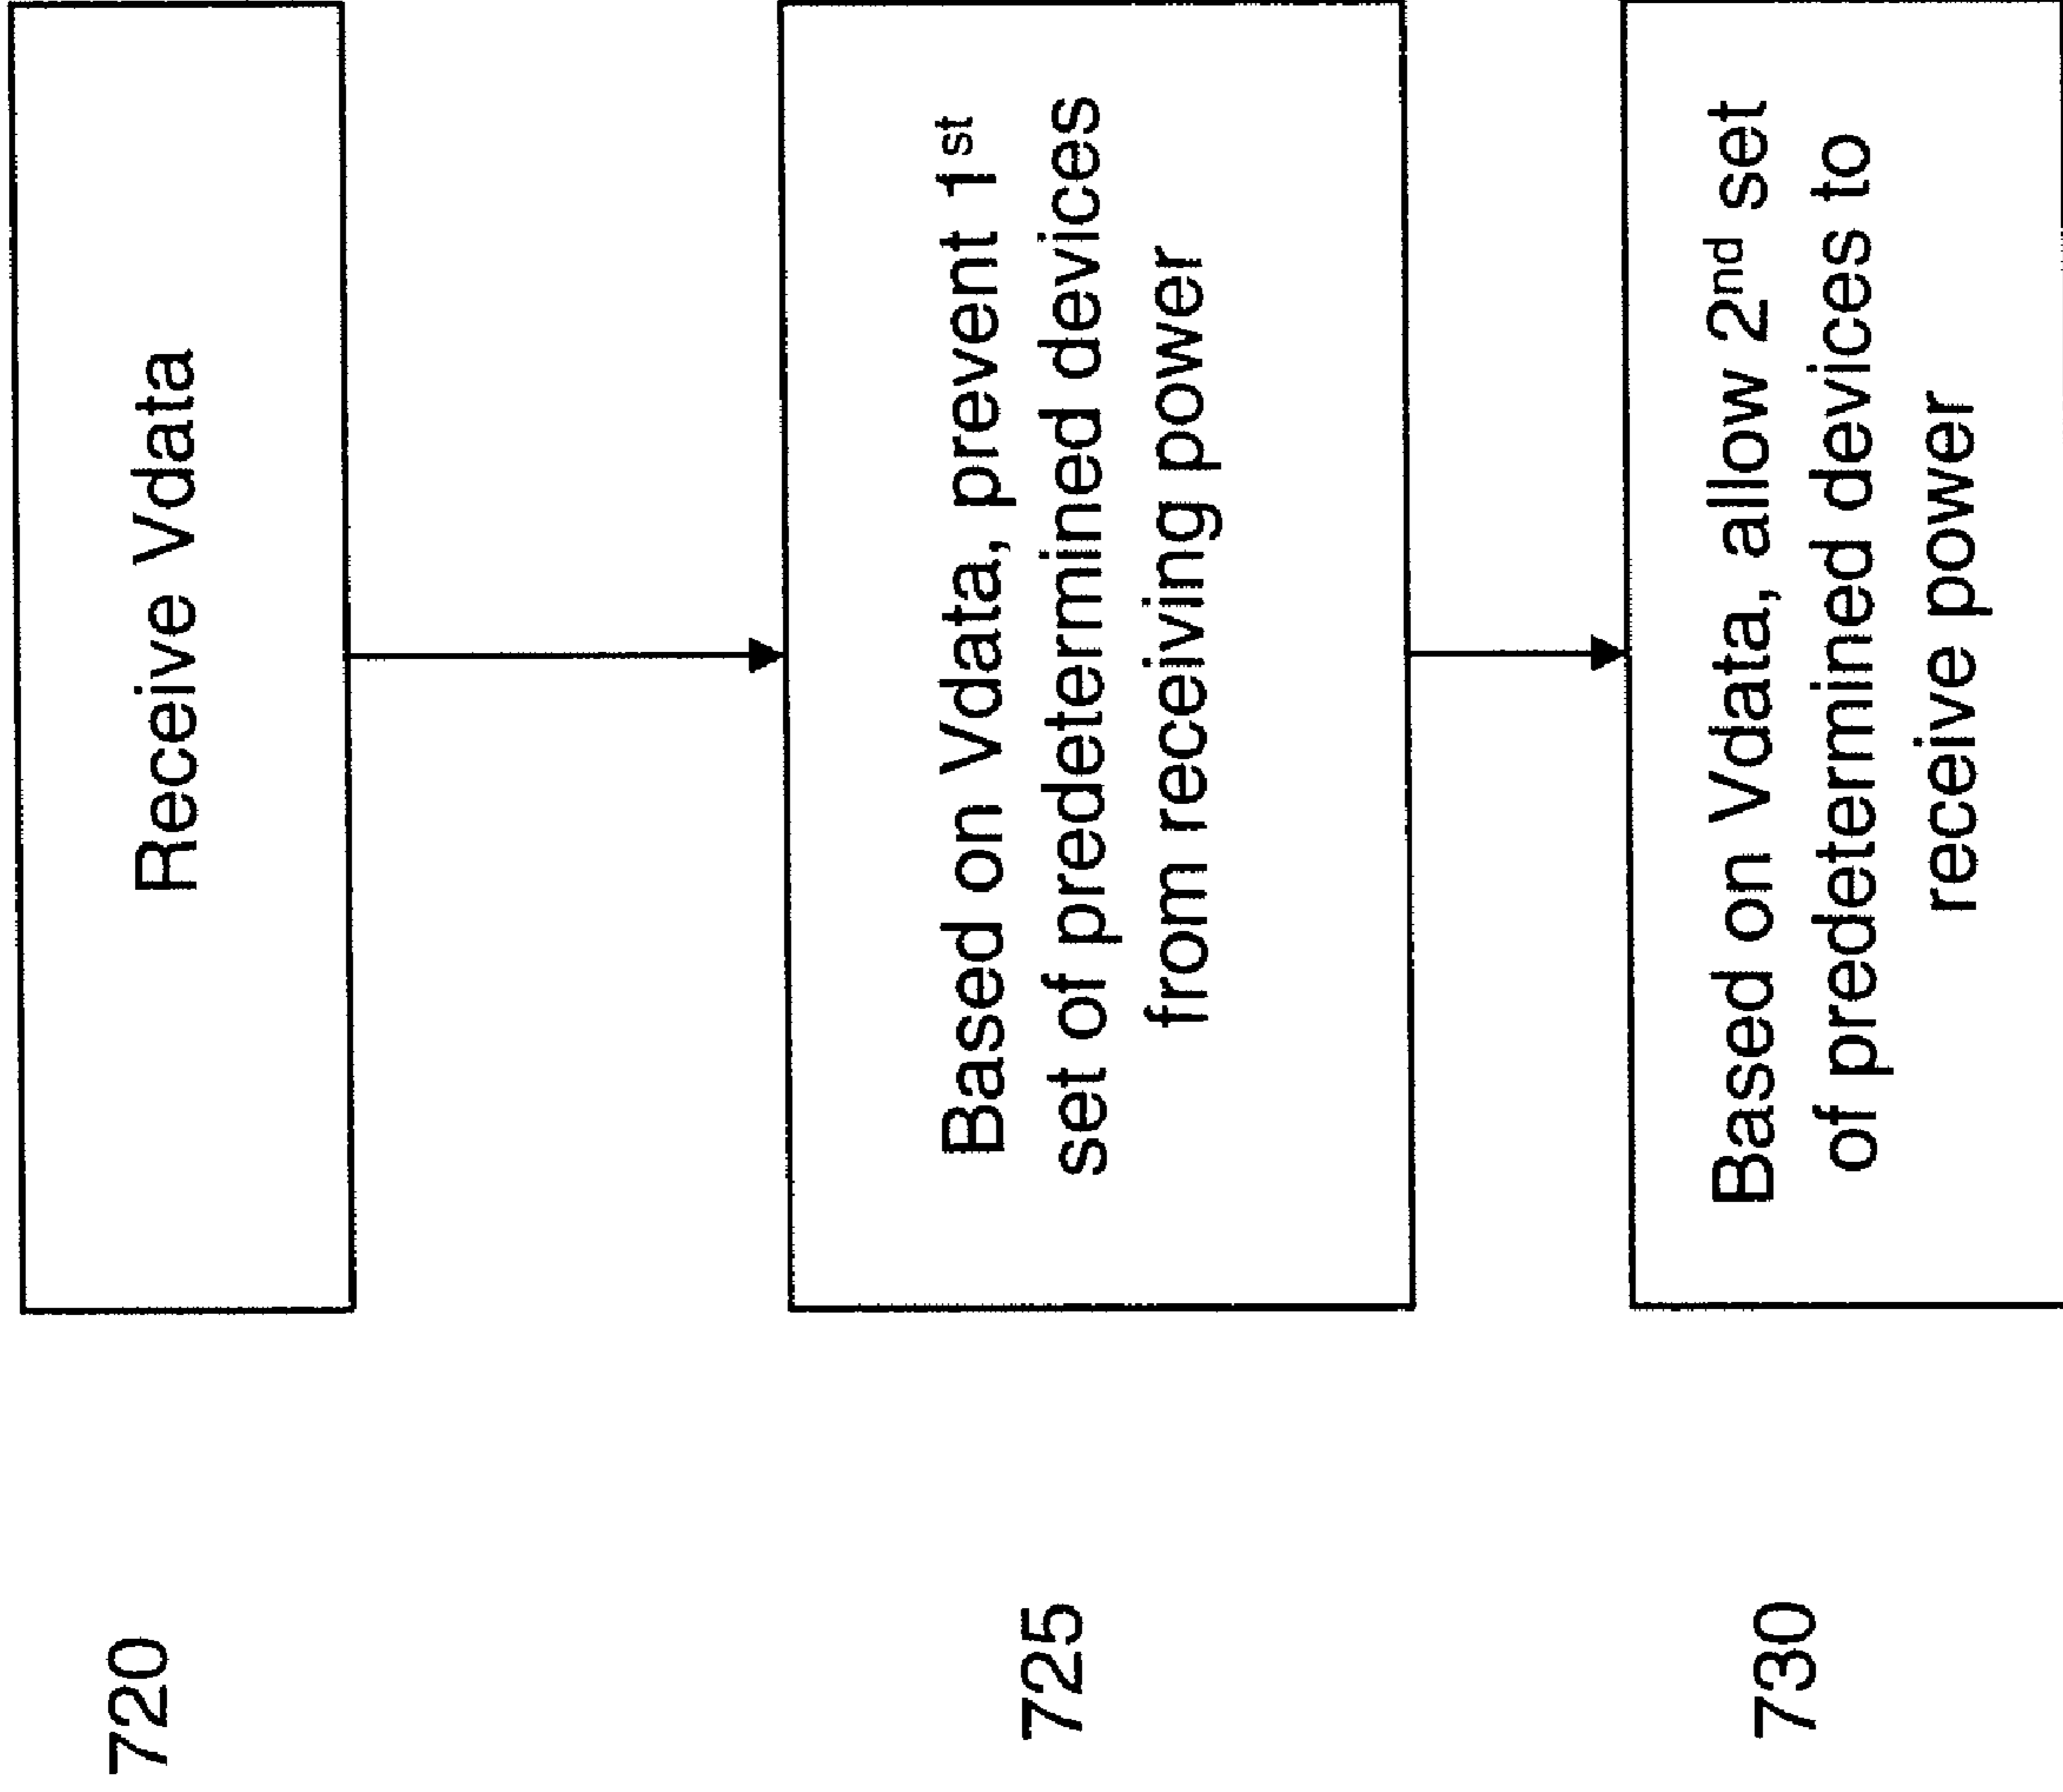 720
Receive Vdata
725
Based on Vdata, prevent 1st
set of predetermined devices
from receiving power
730
Based on Vdata, allow 2nd set
of predetermined devices to
receive power